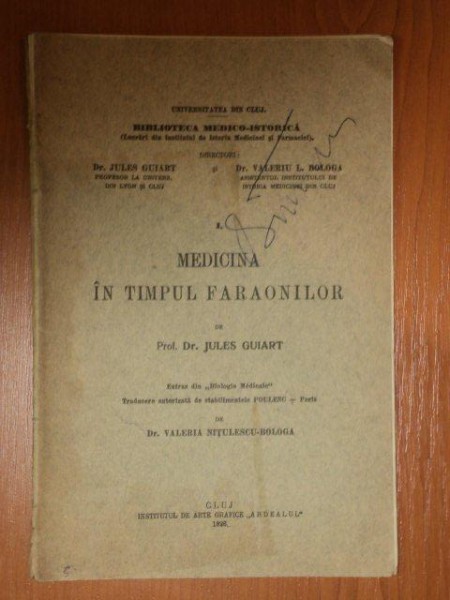 UNIVERSITATEA DIN CLUJ.
BIBLIOTECA MEDICO-ISTORICĂ
(Lucrări din Institutul de Istoria Medicinei și Farmaciei).
DIRECTORI:
Dr. JULES GUIART și Dr. VALERIU L. BOLOGA
PROFESOR LA UNIVERS. ASISTENTUL INSTITUTULUI DE
DIN LYON ȘI CLUJ ISTORIA MEDICINEI DIN CLUJ
I.
MEDICINA
ÎN TIMPUL FARAONILOR
DE
Prof. Dr. JULES GUIART
Extras din „Biologie Médicale"
Traducere autorizată de stabilimentele POULENC — Paris
DE
Dr. VALERIA NIȚULESCU-BOLOGA
CLUJ
INSTITUTUL DE ARTE GRAFICE „ARDEALUL"